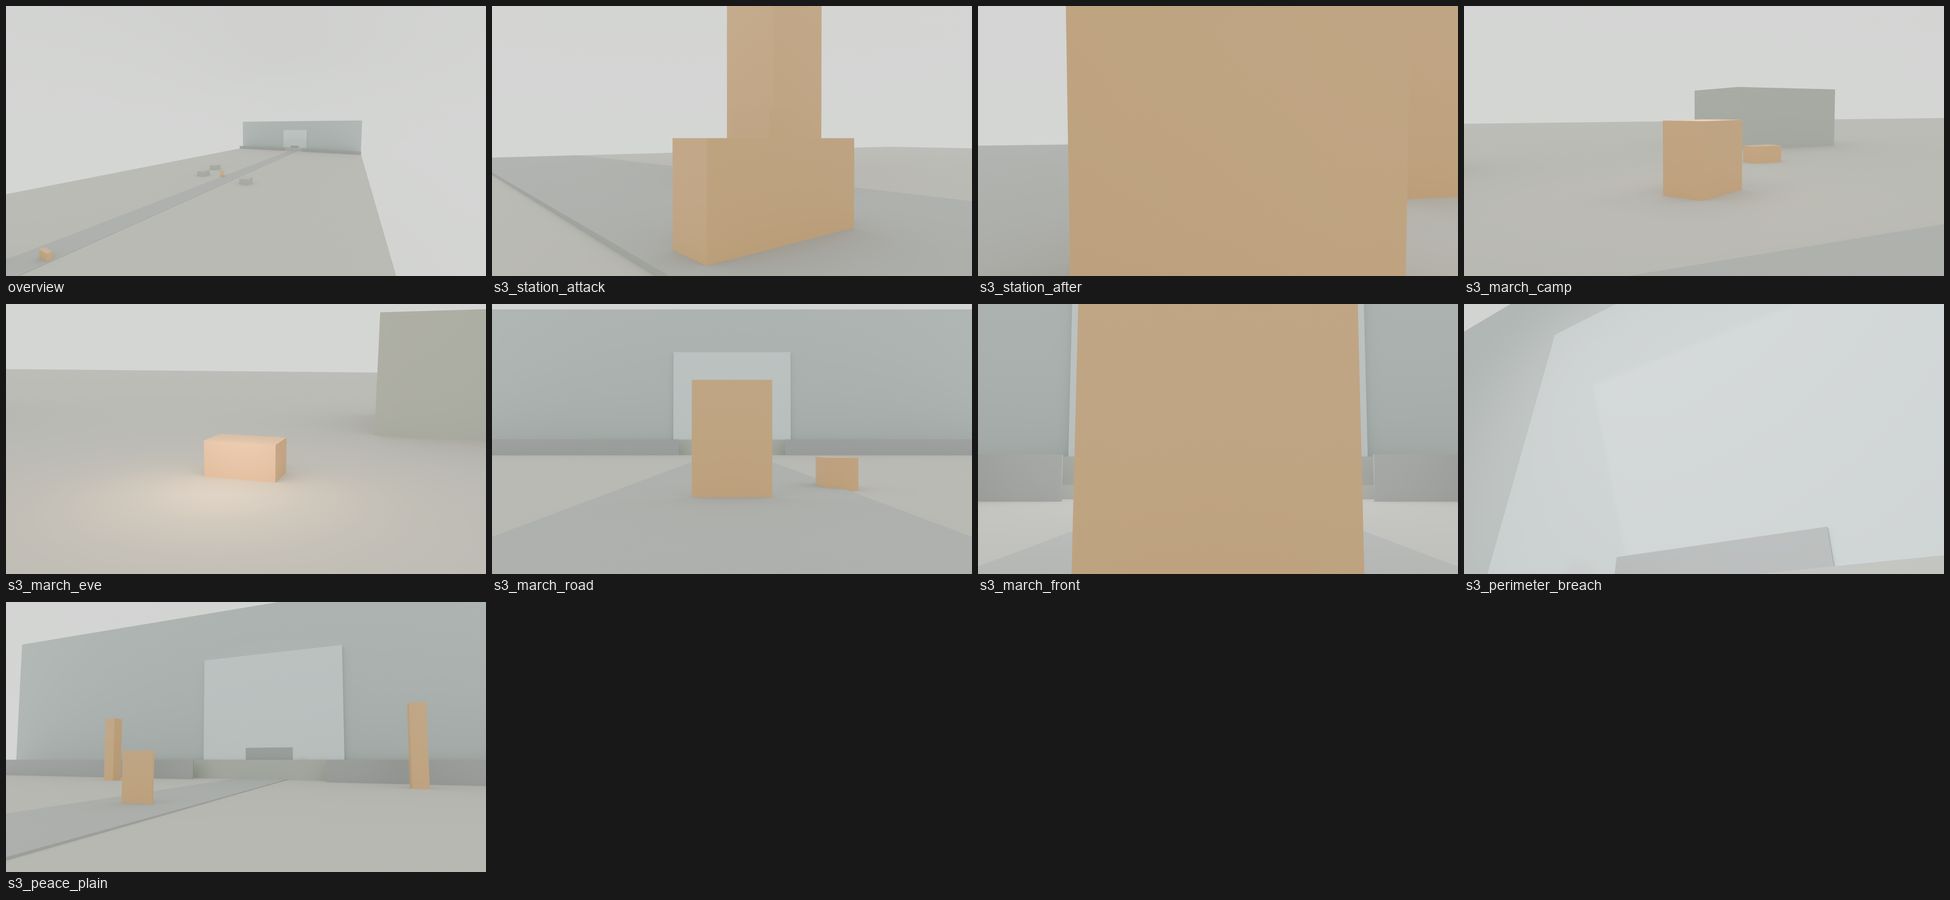 overview
s3_station_attack
s3_station_after
s3_march_camp
s3_march_eve
s3_march_road
s3_march_front
s3_perimeter_breach
s3_peace_plain